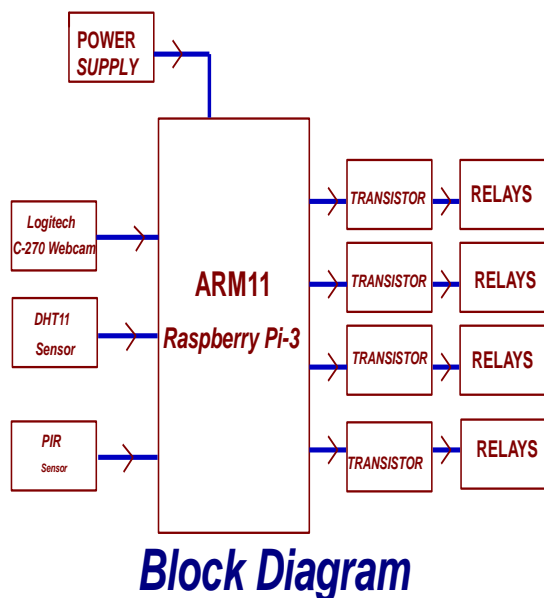 POWER
SUPPLY
Logitech
C-270 Webcam
DHT11
Sensor
PIR
Sensor
ARM11
Raspberry Pi-3
TRANSISTOR
RELAYS
TRANSISTOR
RELAYS
TRANSISTOR
RELAYS
TRANSISTOR
RELAYS
Block Diagram